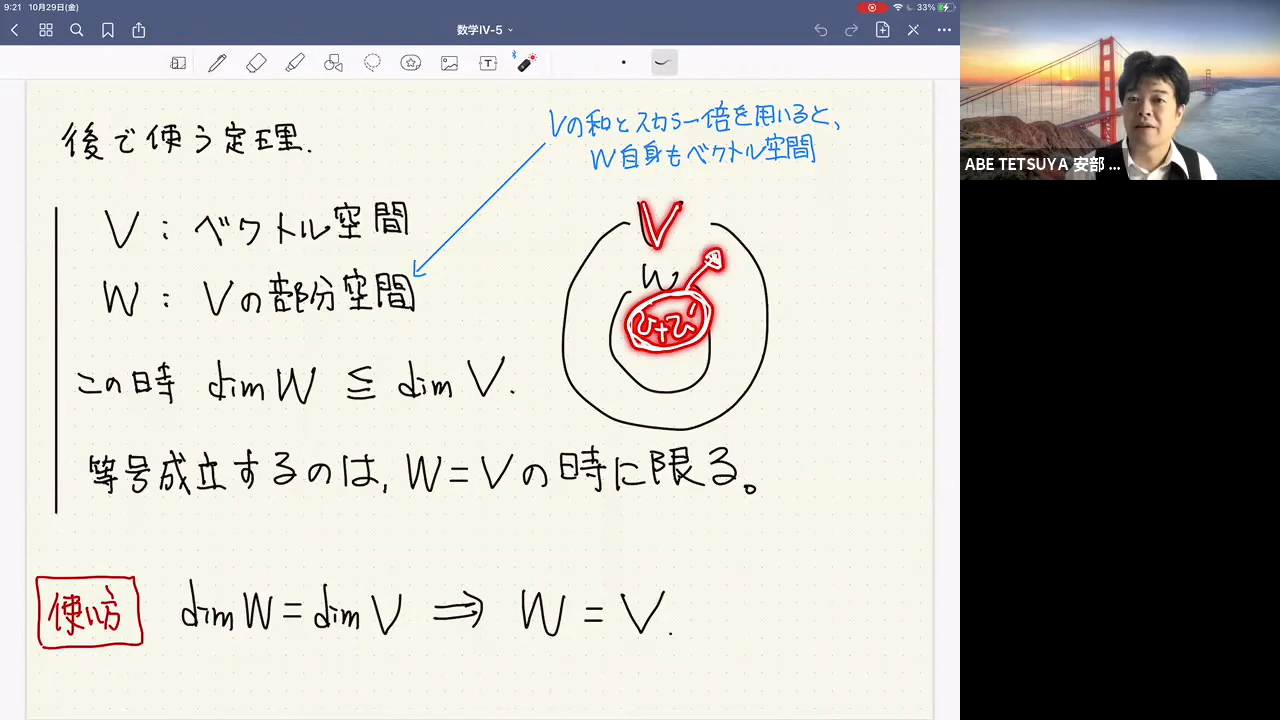 9:21 10月29日(金)
33%
数学IV-5
後で使う定理.
Vの和とスカラー倍を用いると、
W自身もベクトル空間
V : ベクトル空間
W : Vの部分空間
V
W
この時 dim W ≦ dim V.
等号成立するのは, W = V の時に限る。
使い方 dim W = dim V ⇒ W = V.
ABE TETSUYA 安部 ...